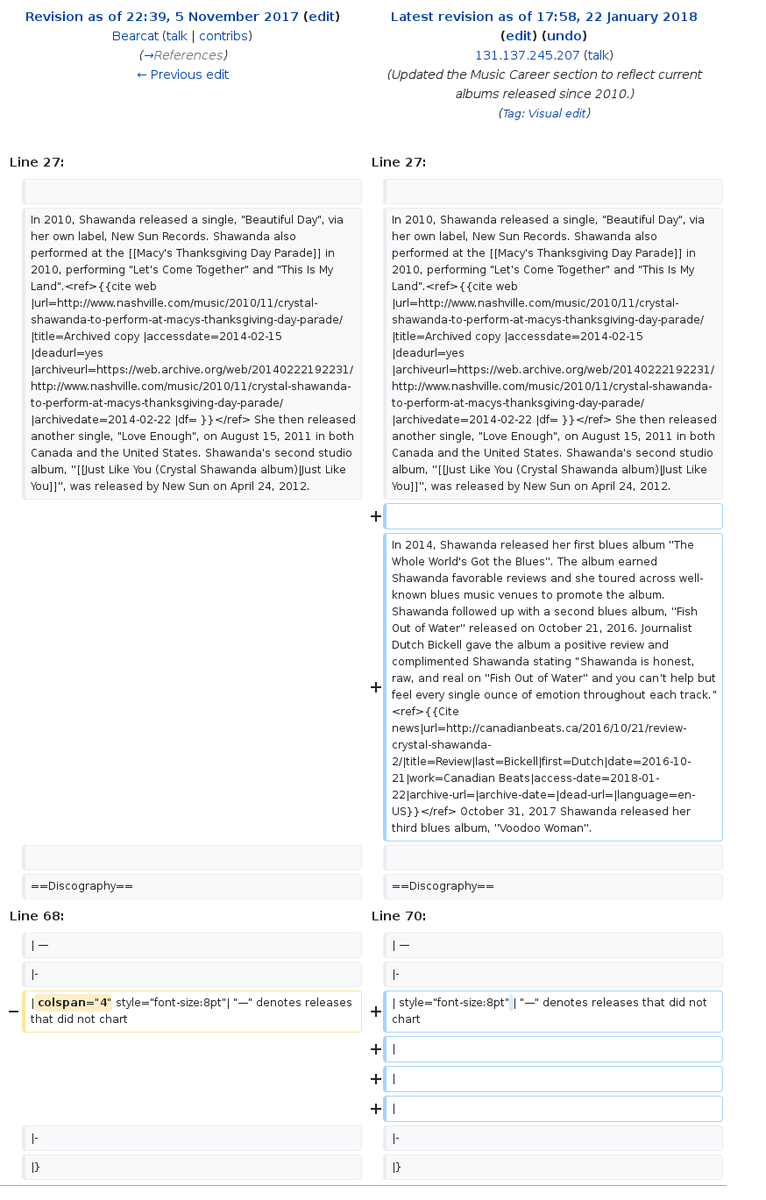 Revision as of 22:39, 5 November 2017 (edit)
Bearcat (talk | contribs)
(→References)
← Previous edit
Latest revision as of 17:58, 22 January 2018
(edit) (undo)
131.137.245.207 (talk)
(Updated the Music Career section to reflect current
albums released since 2010.)
(Tag: Visual edit)
Line 27:
Line 27:
In 2010, Shawanda released a single, "Beautiful Day", via
her own label, New Sun Records. Shawanda also
performed at the [[Macy's Thanksgiving Day Parade]] in
2010, performing "Let's Come Together" and "This Is My
Land".<ref>{{cite web
|url=http://www.nashville.com/music/2010/11/crystal-
shawanda-to-perform-at-macys-thanksgiving-day-parade/
|title=Archived copy |accessdate=2014-02-15
|deadurl=yes
|archiveurl=https://web.archive.org/web/20140222192231/
http://www.nashville.com/music/2010/11/crystal-shawanda-
to-perform-at-macys-thanksgiving-day-parade/
|archivedate=2014-02-22 |df= }}</ref> She then released
another single, "Love Enough", on August 15, 2011 in both
Canada and the United States. Shawanda's second studio
album, ''[[Just Like You (Crystal Shawanda album)|Just Like
You]]'', was released by New Sun on April 24, 2012.
In 2010, Shawanda released a single, "Beautiful Day", via
her own label, New Sun Records. Shawanda also
performed at the [[Macy's Thanksgiving Day Parade]] in
2010, performing "Let's Come Together" and "This Is My
Land".<ref>{{cite web
|url=http://www.nashville.com/music/2010/11/crystal-
shawanda-to-perform-at-macys-thanksgiving-day-parade/
|title=Archived copy |accessdate=2014-02-15
|deadurl=yes
|archiveurl=https://web.archive.org/web/20140222192231/
http://www.nashville.com/music/2010/11/crystal-shawanda-
to-perform-at-macys-thanksgiving-day-parade/
|archivedate=2014-02-22 |df= }}</ref> She then released
another single, "Love Enough", on August 15, 2011 in both
Canada and the United States. Shawanda's second studio
album, ''[[Just Like You (Crystal Shawanda album)|Just Like
You]]'', was released by New Sun on April 24, 2012.
+
+
In 2014, Shawanda released her first blues album ''The
Whole World's Got the Blues''. The album earned
Shawanda favorable reviews and she toured across well-
known blues music venues to promote the album.
Shawanda followed up with a second blues album, ''Fish
Out of Water'' released on October 21, 2016. Journalist
Dutch Bickell gave the album a positive review and
complimented Shawanda stating "Shawanda is honest,
raw, and real on ''Fish Out of Water'' and you can't help but
feel every single ounce of emotion throughout each track."
<ref>{{Cite
news|url=http://canadianbeats.ca/2016/10/21/review-
crystal-shawanda-
2/|title=Review|last=Bickell|first=Dutch|date=2016-10-
21|work=Canadian Beats|access-date=2018-01-
22|archive-url=|archive-date=|dead-url=|language=en-
US}}</ref> October 31, 2017 Shawanda released her
third blues album, ''Voodoo Woman''.
==Discography==
==Discography==
Line 68:
Line 70:
| —
| —
|-
|-
−
| colspan="4" style="font-size:8pt"| "—" denotes releases
that did not chart
+
| style="font-size:8pt" | "—" denotes releases that did not
chart
+
|
+
|
+
|
|-
|-
|}
|}